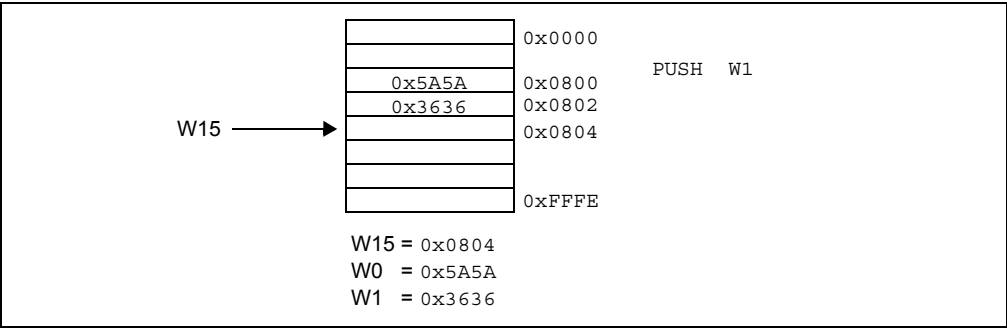 0x0000
PUSH W1
0x5A5A 0x0800
0x3636 0x0802
W15 0x0804
0xFFFE
W15 = 0x0804
W0 = 0x5A5A
W1 = 0x3636